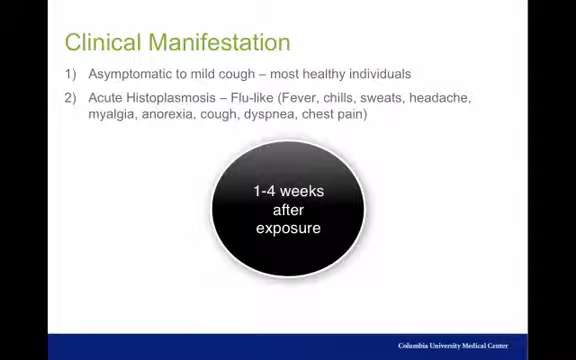 Clinical Manifestation
1) Asymptomatic to mild cough – most healthy individuals
2) Acute Histoplasmosis – Flu-like (Fever, chills, sweats, headache,
myalgia, anorexia, cough, dyspnea, chest pain)
1-4 weeks
after
exposure
Columbia University Medical Center